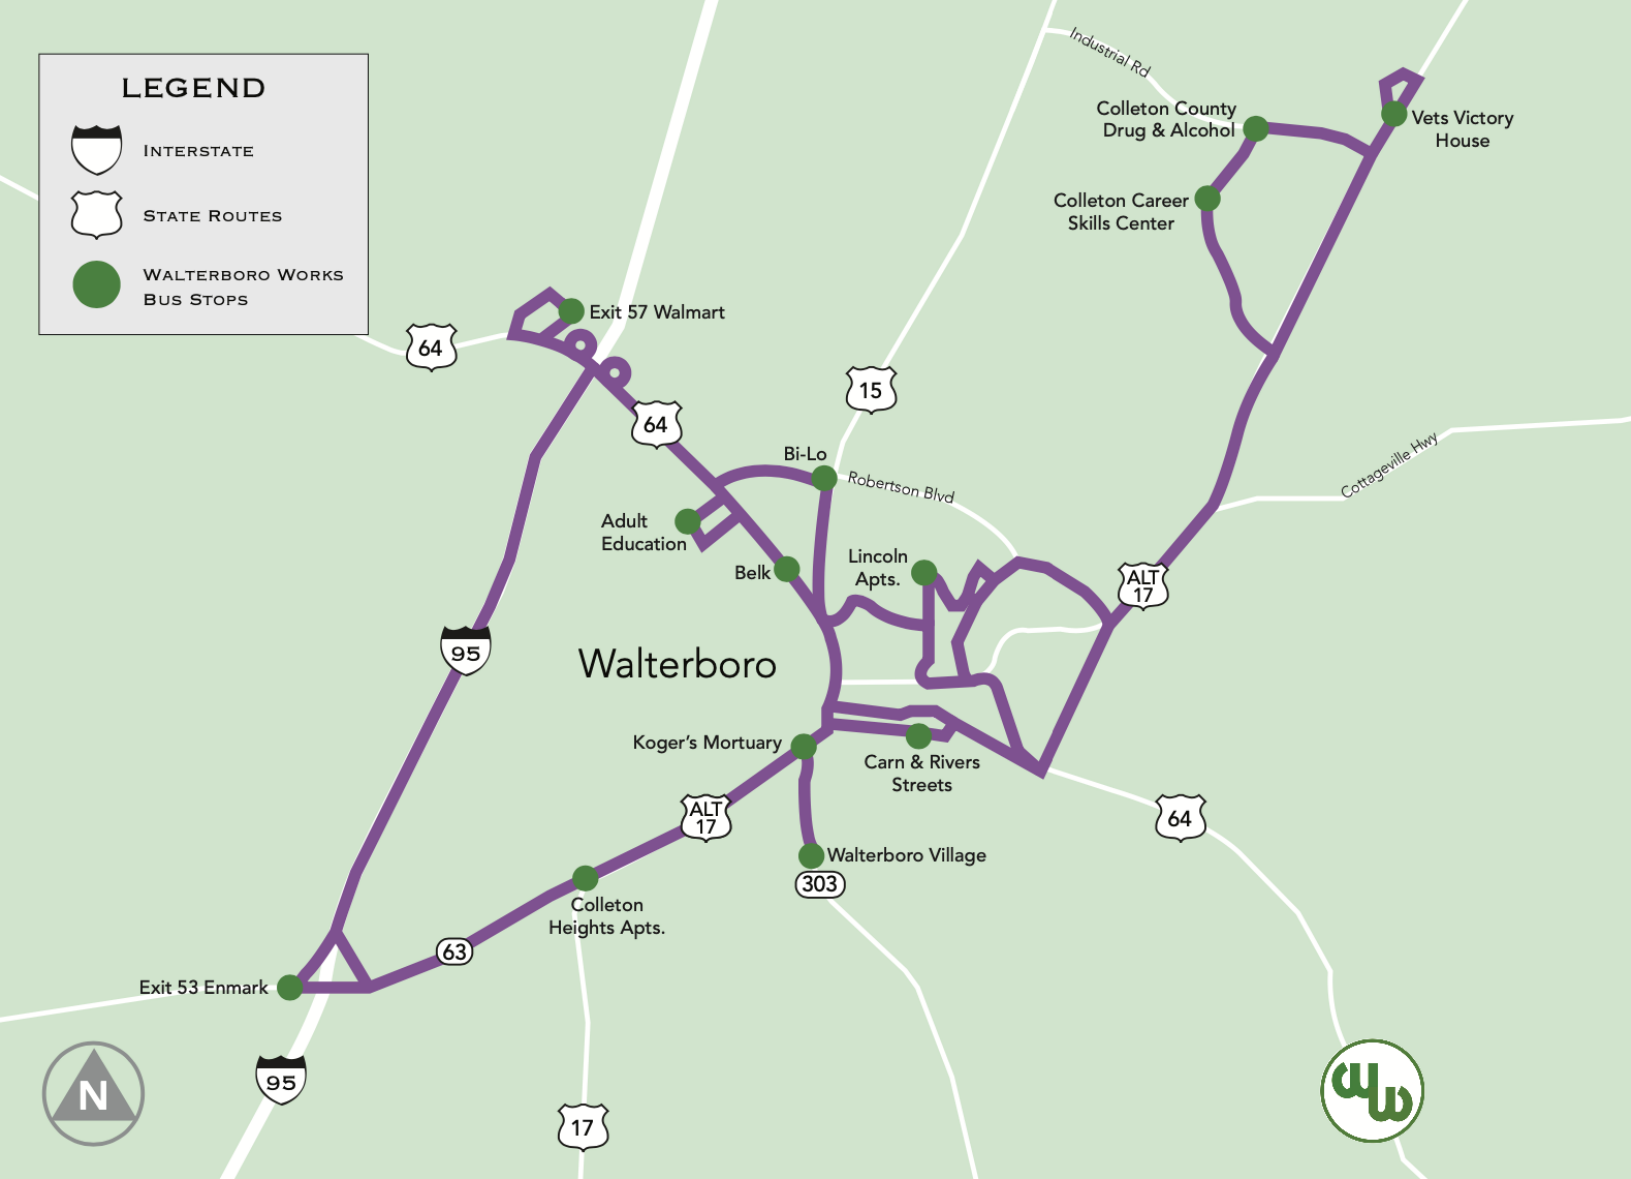 LEGEND
INTERSTATE
STATE ROUTES
WALTERBORO WORKS
BUS STOPS
Industrial Rd
Colleton County
Drug & Alcohol
Vets Victory
House
Colleton Career
Skills Center
Exit 57 Walmart
64
15
64
Bi-Lo
Robertson Blvd
Cottageville Hwy
Adult
Education
Belk
Lincoln
Apts.
ALT
17
95
Walterboro
Koger's Mortuary
Carn & Rivers
Streets
ALT
17
64
Walterboro Village
303
Colleton
Heights Apts.
63
Exit 53 Enmark
N
95
17
WW